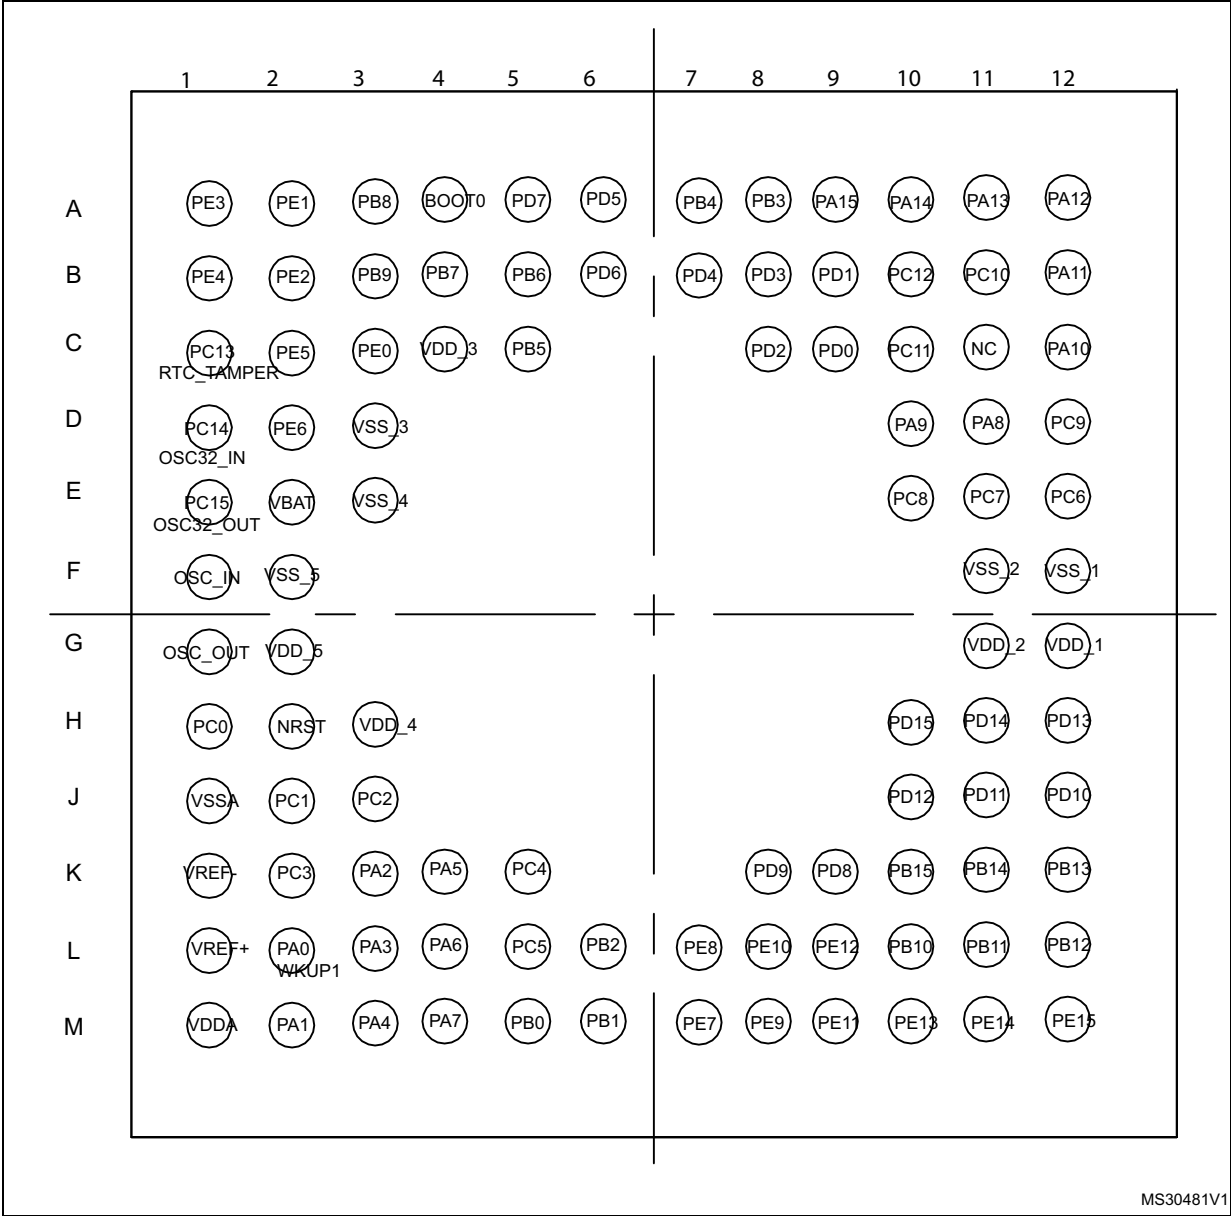 1 2 3 4 5 6 7 8 9 10 11 12
A PE3 PE1 PB8 BOOT0 PD7 PD5 PB4 PB3 PA15 PA14 PA13 PA12
B PE4 PE2 PB9 PB7 PB6 PD6 PD4 PD3 PD1 PC12 PC10 PA11
C PC13 PE5 PE0 VDD_3 PB5 PD2 PD0 PC11 NC PA10
RTC_TAMPER
D PC14 PE6 VSS_3 PA9 PA8 PC9
OSC32_IN
E PC15 VBAT VSS_4 PC8 PC7 PC6
OSC32_OUT
F OSC_IN VSS_5 VSS_2 VSS_1
G OSC_OUT VDD_5 VDD_2 VDD_1
H PC0 NRST VDD_4 PD15 PD14 PD13
J VSSA PC1 PC2 PD12 PD11 PD10
K VREF- PC3 PA2 PA5 PC4 PD9 PD8 PB15 PB14 PB13
L VREF+ PA0 PA3 PA6 PC5 PB2 PE8 PE10 PE12 PB10 PB11 PB12
WKUP1
M VDDA PA1 PA4 PA7 PB0 PB1 PE7 PE9 PE11 PE13 PE14 PE15
MS30481V1